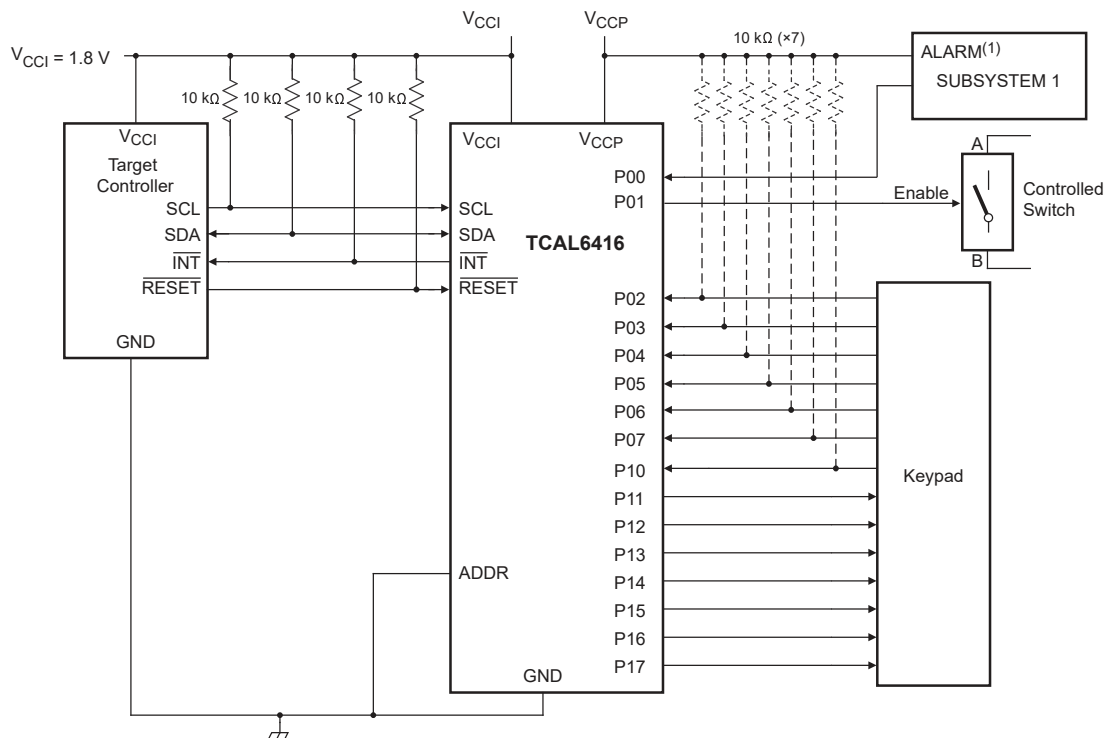 VCCI
VCCP
VCCI = 1.8 V
10 kΩ (×7)
ALARM(1)
SUBSYSTEM 1
10 kΩ
10 kΩ
10 kΩ
10 kΩ
VCCI
Target
Controller
SCL
SDA
INT
RESET
GND
VCCI
VCCP
SCL
SDA
INT
RESET
TCAL6416
ADDR
GND
P00
P01
P02
P03
P04
P05
P06
P07
P10
P11
P12
P13
P14
P15
P16
P17
Enable
A
B
Controlled
Switch
Keypad